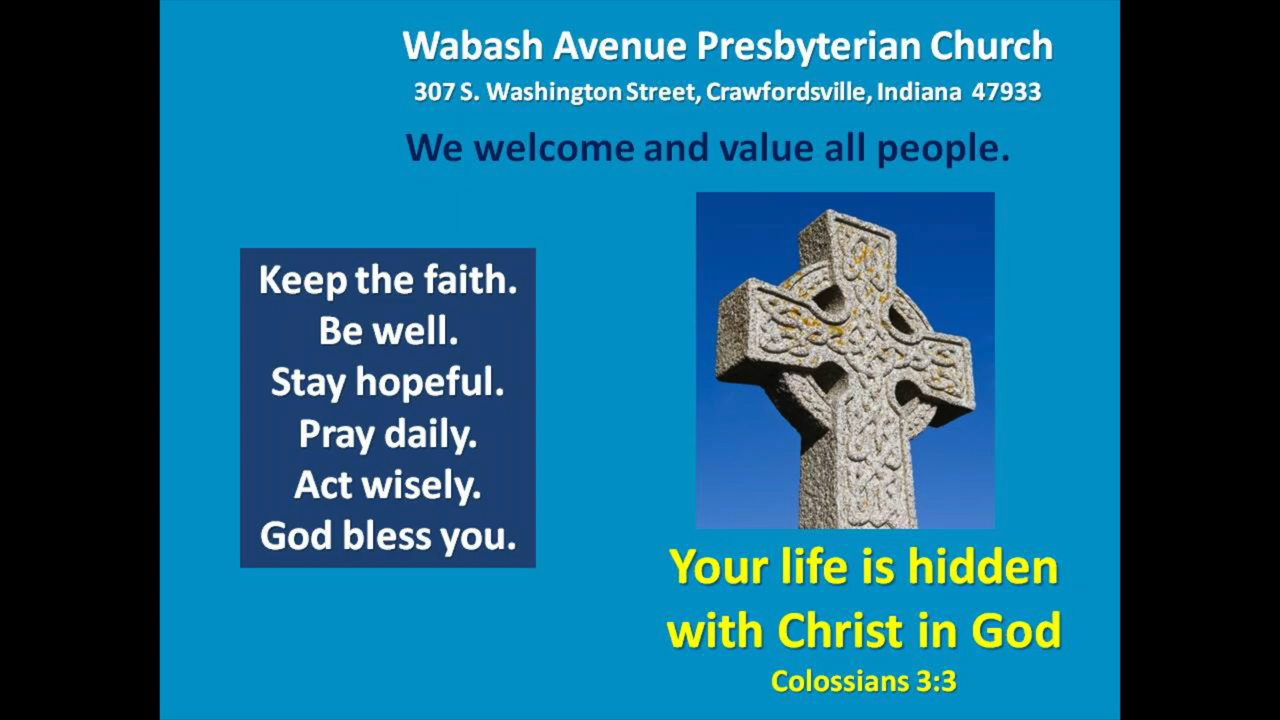 Wabash Avenue Presbyterian Church
307 S. Washington Street, Crawfordsville, Indiana 47933
We welcome and value all people.
Keep the faith.
Be well.
Stay hopeful.
Pray daily.
Act wisely.
God bless you.
Your life is hidden
with Christ in God
Colossians 3:3